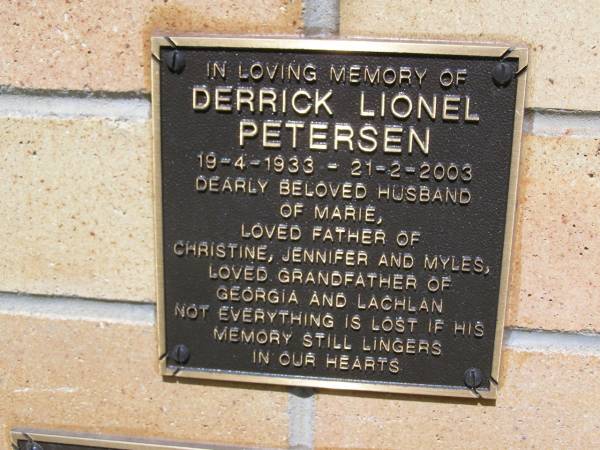 IN LOVING MEMORY OF
DERRICK LIONEL
PETERSEN
19-4-1933 - 21-2-2003
DEARLY BELOVED HUSBAND
OF MARIE,
LOVED FATHER OF
CHRISTINE, JENNIFER AND MYLES,
LOVED GRANDFATHER OF
GEORGIA AND LACHLAN
NOT EVERYTHING IS LOST IF HIS
MEMORY STILL LINGERS
IN OUR HEARTS